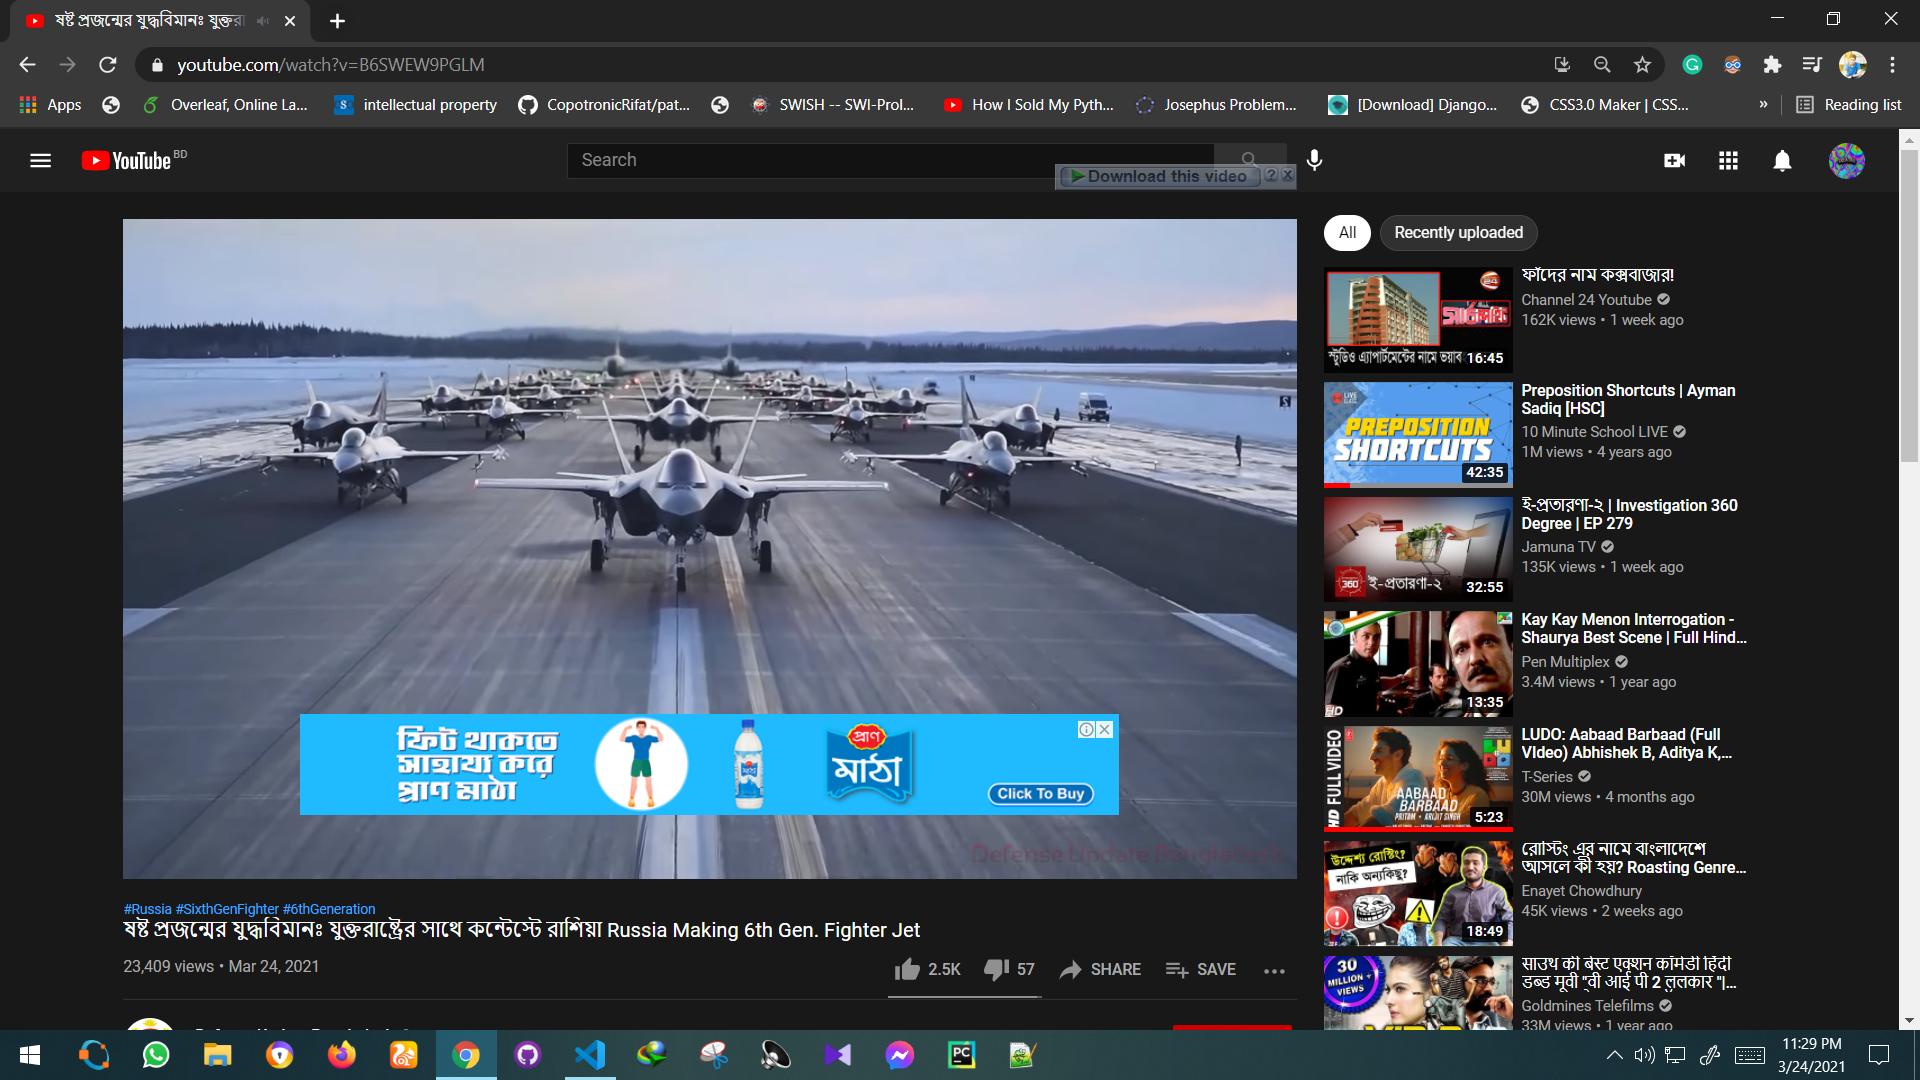 ষষ্ট প্রজন্মের যুদ্ধবিমানঃ যুক্তরা
youtube.com/watch?v=B6SWEW9PGLM
Apps
Overleaf, Online La...
intellectual property
CopotronicRifat/pat...
SWISH -- SWI-Prol...
How I Sold My Pyth...
Josephus Problem...
[Download] Django...
CSS3.0 Maker | CSS...
»
Reading list
YouTube BD
Search
Download this video
All
Recently uploaded
ফাঁদের নাম কক্সবাজার!
Channel 24 Youtube
162K views • 1 week ago
24
সার্চলাইট
স্টুডিও এ্যাপার্টমেন্টের নামে ভয়াব
16:45
Preposition Shortcuts | Ayman
Sadiq [HSC]
10 Minute School LIVE
1M views • 4 years ago
PREPOSITION
SHORTCUTS
42:35
ই-প্রতারণা-২ | Investigation 360
Degree | EP 279
Jamuna TV
135K views • 1 week ago
360
ই-প্রতারণা-২
32:55
Kay Kay Menon Interrogation -
Shaurya Best Scene | Full Hind...
Pen Multiplex
3.4M views • 1 year ago
HD
13:35
LUDO: Aabaad Barbaad (Full
VIdeo) Abhishek B, Aditya K,...
T-Series
30M views • 4 months ago
HD FULL VIDEO
AABAAD
BARBAAD
PRITAM • ARIJIT SINGH
5:23
রোস্টিং এর নামে বাংলাদেশে
আসলে কী হয়? Roasting Genre...
Enayet Chowdhury
45K views • 2 weeks ago
উদ্দেশ্য রোস্টিং?
নাকি অন্যকিছু?
18:49
साउथ की बेस्ट एक्शन कॉमेडी हिंदी
डब्ड मूवी "वी आई पी 2 ललकार "|...
Goldmines Telefilms
33M views • 1 year ago
30
MILLION +
VIEWS
ফিট থাকতে
সাহায্য করে
প্রাণ মাঠা
প্রাণ
মাঠা
Click To Buy
Defense Update Bangladesh
#Russia #SixthGenFighter #6thGeneration
ষষ্ট প্রজন্মের যুদ্ধবিমানঃ যুক্তরাষ্ট্রের সাথে কন্টেস্টে রাশিয়া Russia Making 6th Gen. Fighter Jet
23,409 views • Mar 24, 2021
2.5K
57
SHARE
SAVE
11:29 PM
3/24/2021